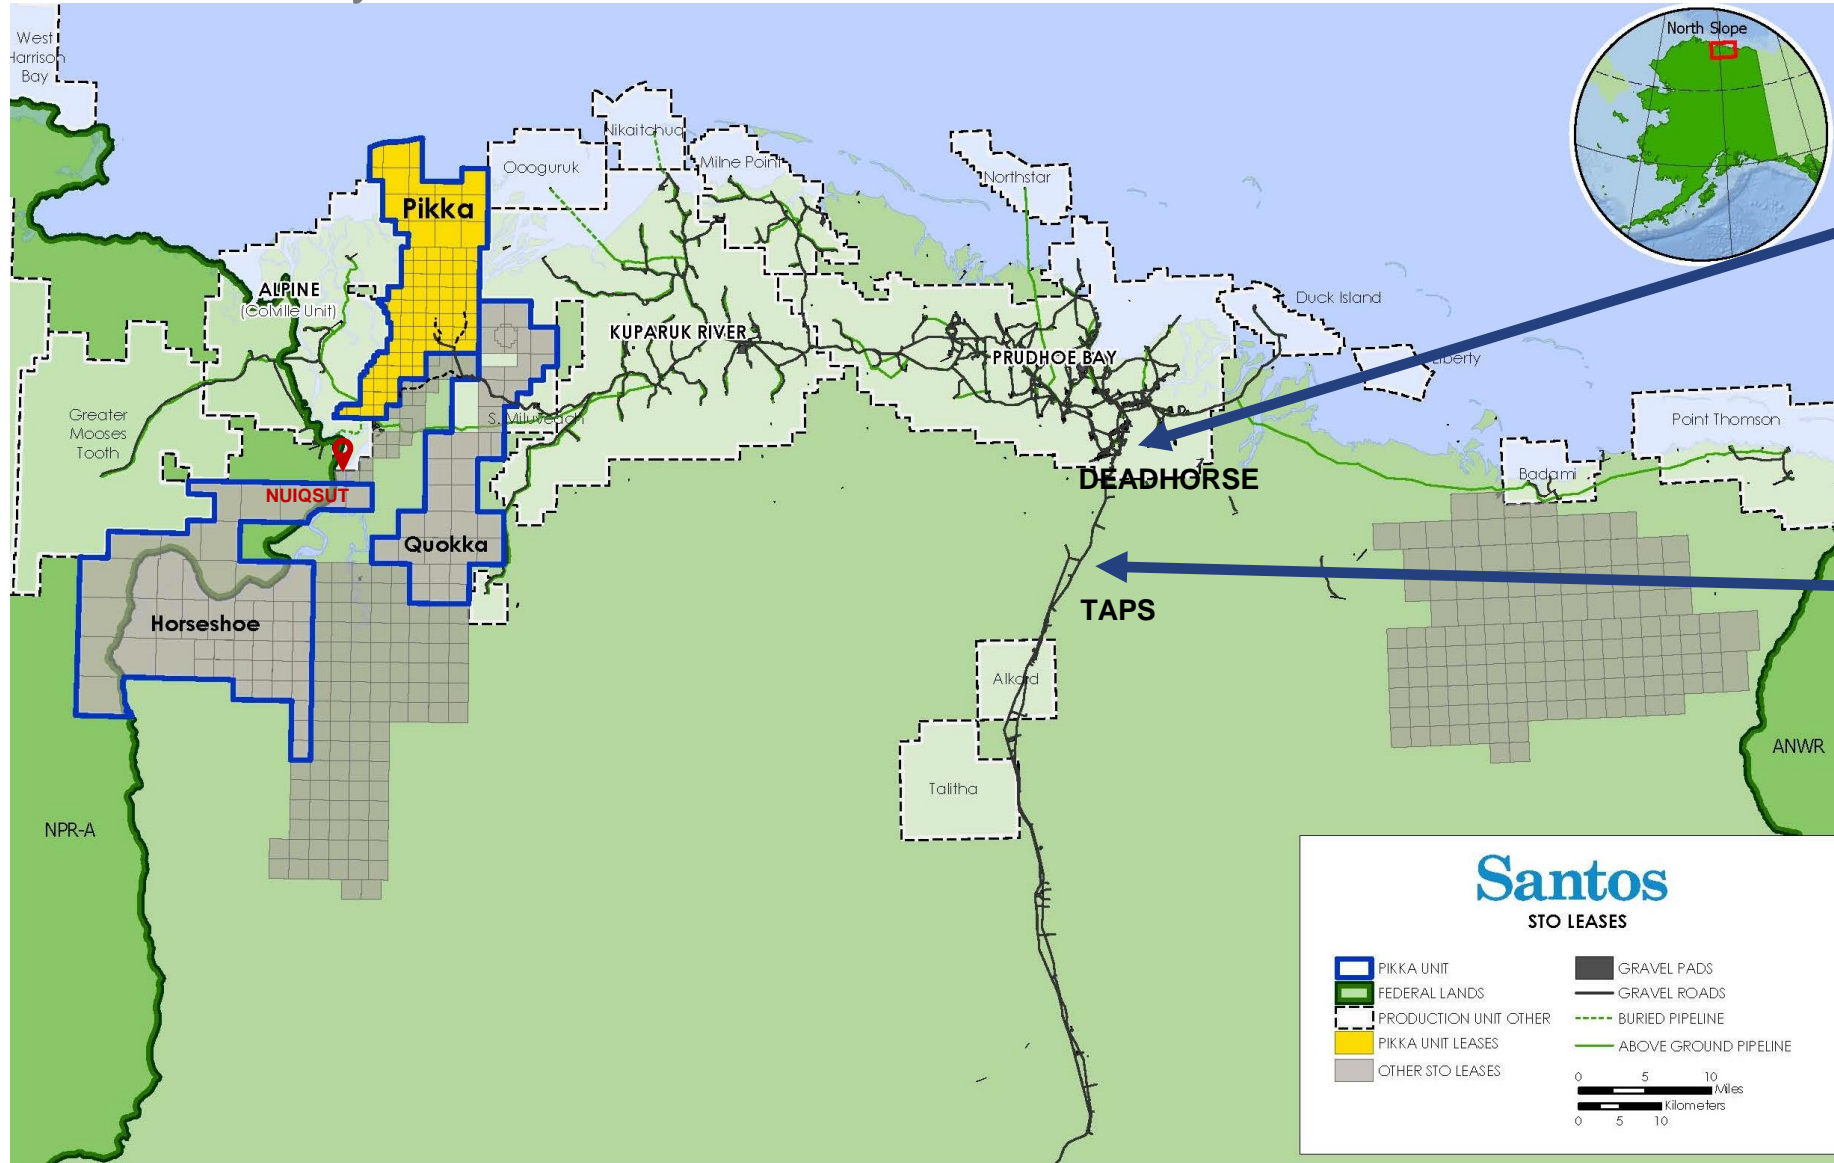 West
Harrison
Bay
North Slope
Nikaitchuq
Oooguruk
Milne Point
Northstar
Pikka
ALPINE
(Colville Unit)
Duck Island
KUPARUK RIVER
PRUDHOE BAY
Liberty
Greater
Mooses
Tooth
S. Miluveach
Point Thomson
DEADHORSE
Badami
NUIQSUT
Quokka
TAPS
Horseshoe
Alkaid
ANWR
Talitha
NPR-A
Santos
STO LEASES
PIKKA UNIT
FEDERAL LANDS
PRODUCTION UNIT OTHER
PIKKA UNIT LEASES
OTHER STO LEASES
GRAVEL PADS
GRAVEL ROADS
BURIED PIPELINE
ABOVE GROUND PIPELINE
0 5 10
Miles
Kilometers
0 5 10